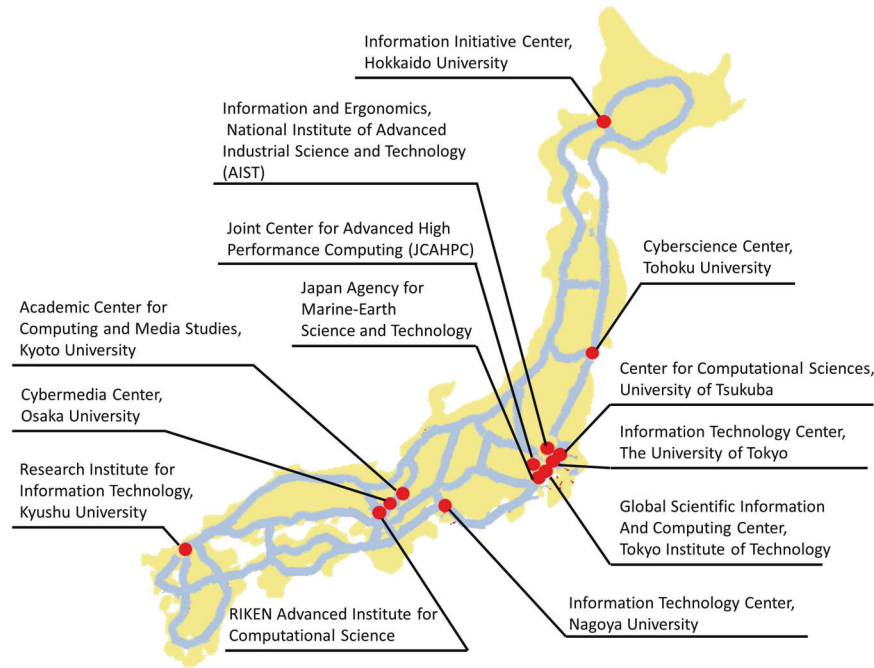 Information Initiative Center,
Hokkaido University
Information and Ergonomics,
National Institute of Advanced
Industrial Science and Technology
(AIST)
Joint Center for Advanced High
Performance Computing (JCAHPC)
Cyberscience Center,
Tohoku University
Japan Agency for
Marine-Earth
Science and Technology
Academic Center for
Computing and Media Studies,
Kyoto University
Center for Computational Sciences,
University of Tsukuba
Cybermedia Center,
Osaka University
Information Technology Center,
The University of Tokyo
Research Institute for
Information Technology,
Kyushu University
Global Scientific Information
And Computing Center,
Tokyo Institute of Technology
RIKEN Advanced Institute for
Computational Science
Information Technology Center,
Nagoya University